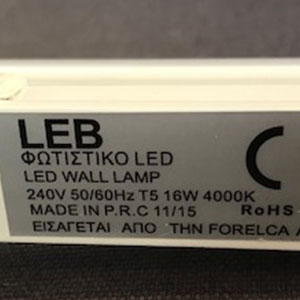 LEB
ΦΩΤΙΣΤΙΚΟ LED
LED WALL LAMP
240V 50/60Hz T5 16W 4000K
MADE IN P.R.C 11/15
RoHS
ΕΙΣΑΓΕΤΑΙ ΑΠΟ ΤΗΝ FORELCA